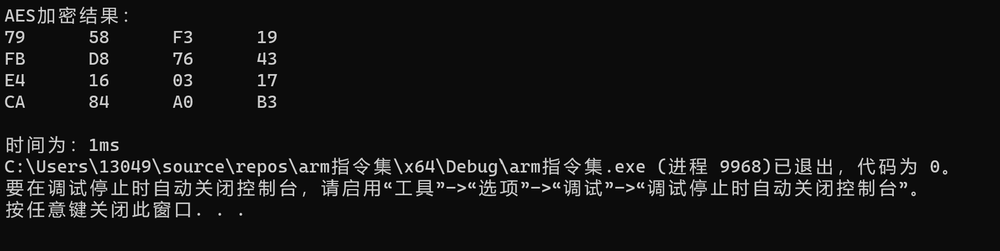 AES加密结果：
79 58 F3 19
FB D8 76 43
E4 16 03 17
CA 84 A0 B3
时间为：1ms
C:\Users\13049\source\repos\arm指令集\x64\Debug\arm指令集.exe (进程 9968)已退出，代码为 0。
要在调试停止时自动关闭控制台，请启用“工具”->“选项”->“调试”->“调试停止时自动关闭控制台”。
按任意键关闭此窗口. . .